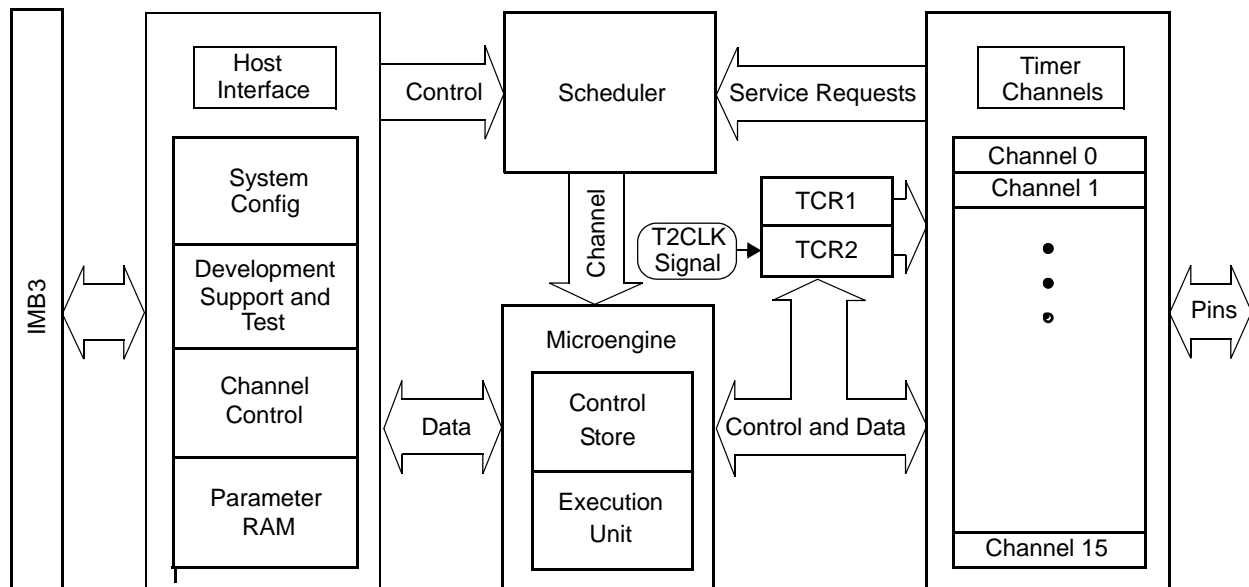 IMB3
Host
Interface
System
Config
Development
Support and
Test
Channel
Control
Parameter
RAM
Control
Data
Scheduler
Channel
Microengine
Control
Store
Execution
Unit
Service Requests
TCR1
TCR2
T2CLK
Signal
Control and Data
Timer
Channels
Channel 0
Channel 1
Channel 15
Pins